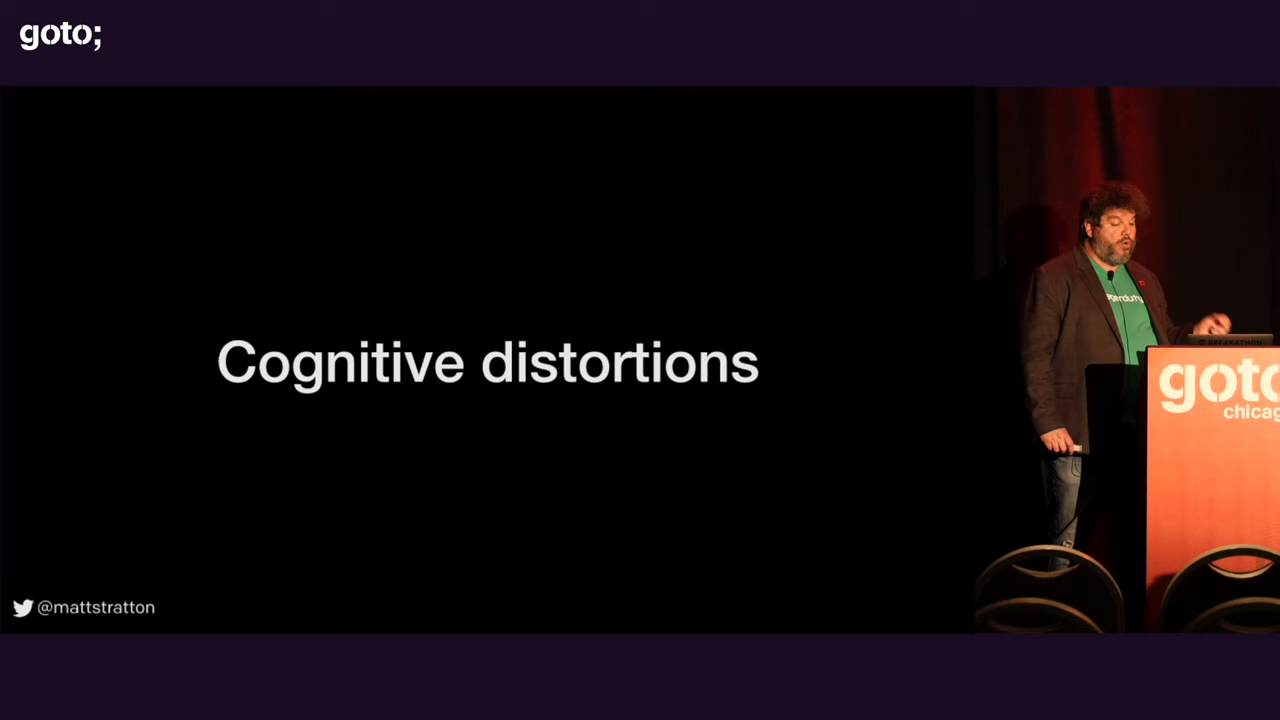 goto;
Cognitive distortions
@mattstratton
goto
chicag